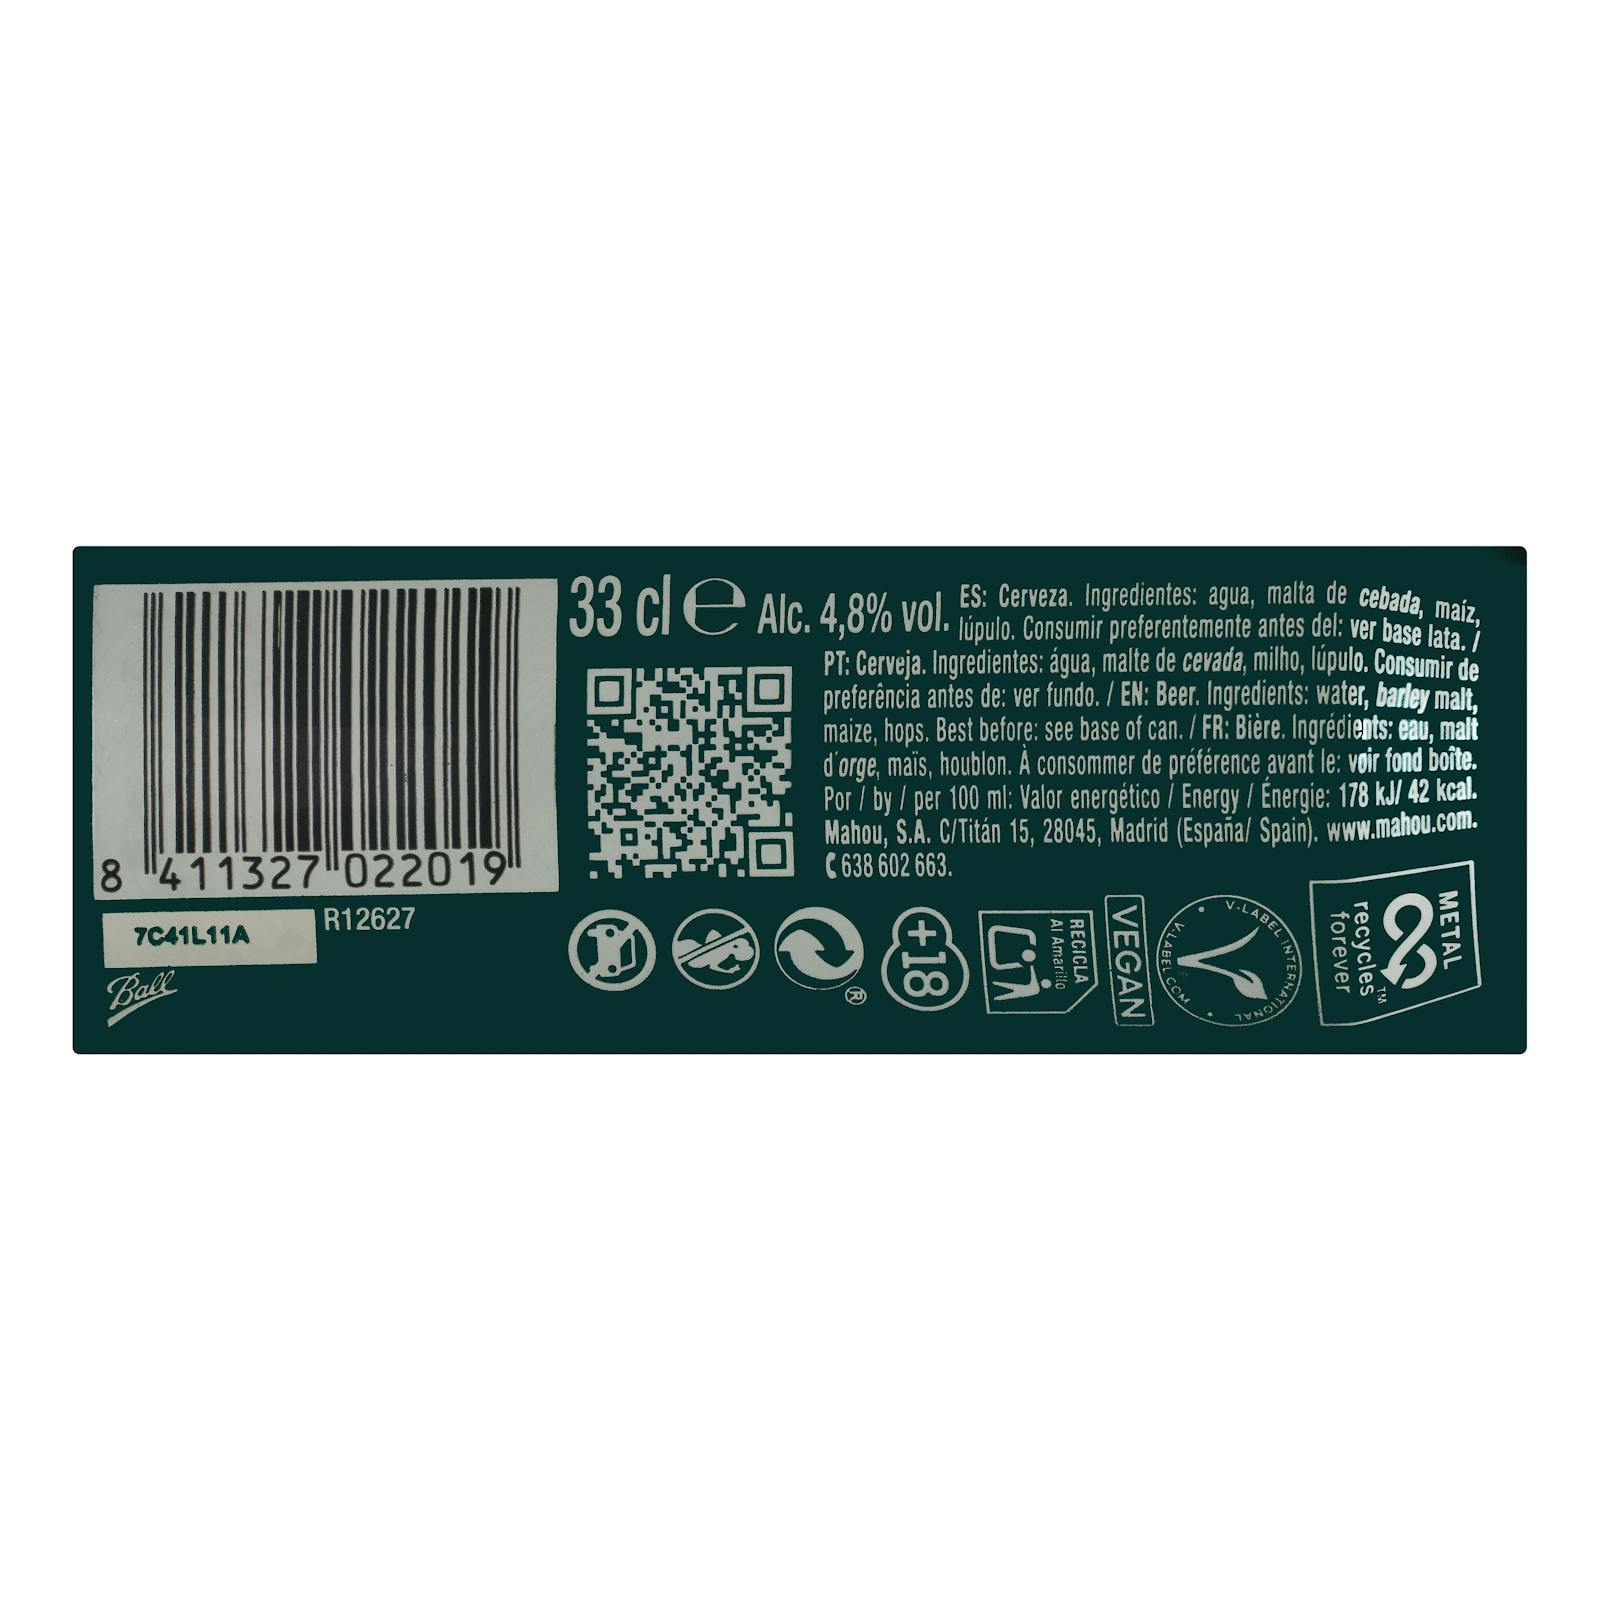 33 cl ℮ Alc. 4,8% vol.
ES: Cerveza. Ingredientes: agua, malta de cebada, maíz,
lúpulo. Consumir preferentemente antes del: ver base lata. /
PT: Cerveja. Ingredientes: água, malte de cevada, milho, lúpulo. Consumir de
preferência antes de: ver fundo. / EN: Beer. Ingredients: water, barley malt,
maize, hops. Best before: see base of can. / FR: Bière. Ingrédients: eau, malt
d'orge, maïs, houblon. À consommer de préférence avant le: voir fond boîte.
Por / by / per 100 ml: Valor energético / Energy / Énergie: 178 kJ/ 42 kcal.
Mahou, S.A. C/Titán 15, 28045, Madrid (España/ Spain). www.mahou.com.
638 602 663.
8 411327 022019
7C41L11A
R12627
Ball
®
+18
RECICLA
Al Amarillo
VEGAN
V-LABEL INTERNATIONAL
V-LABEL.COM
METAL
recycles™
forever